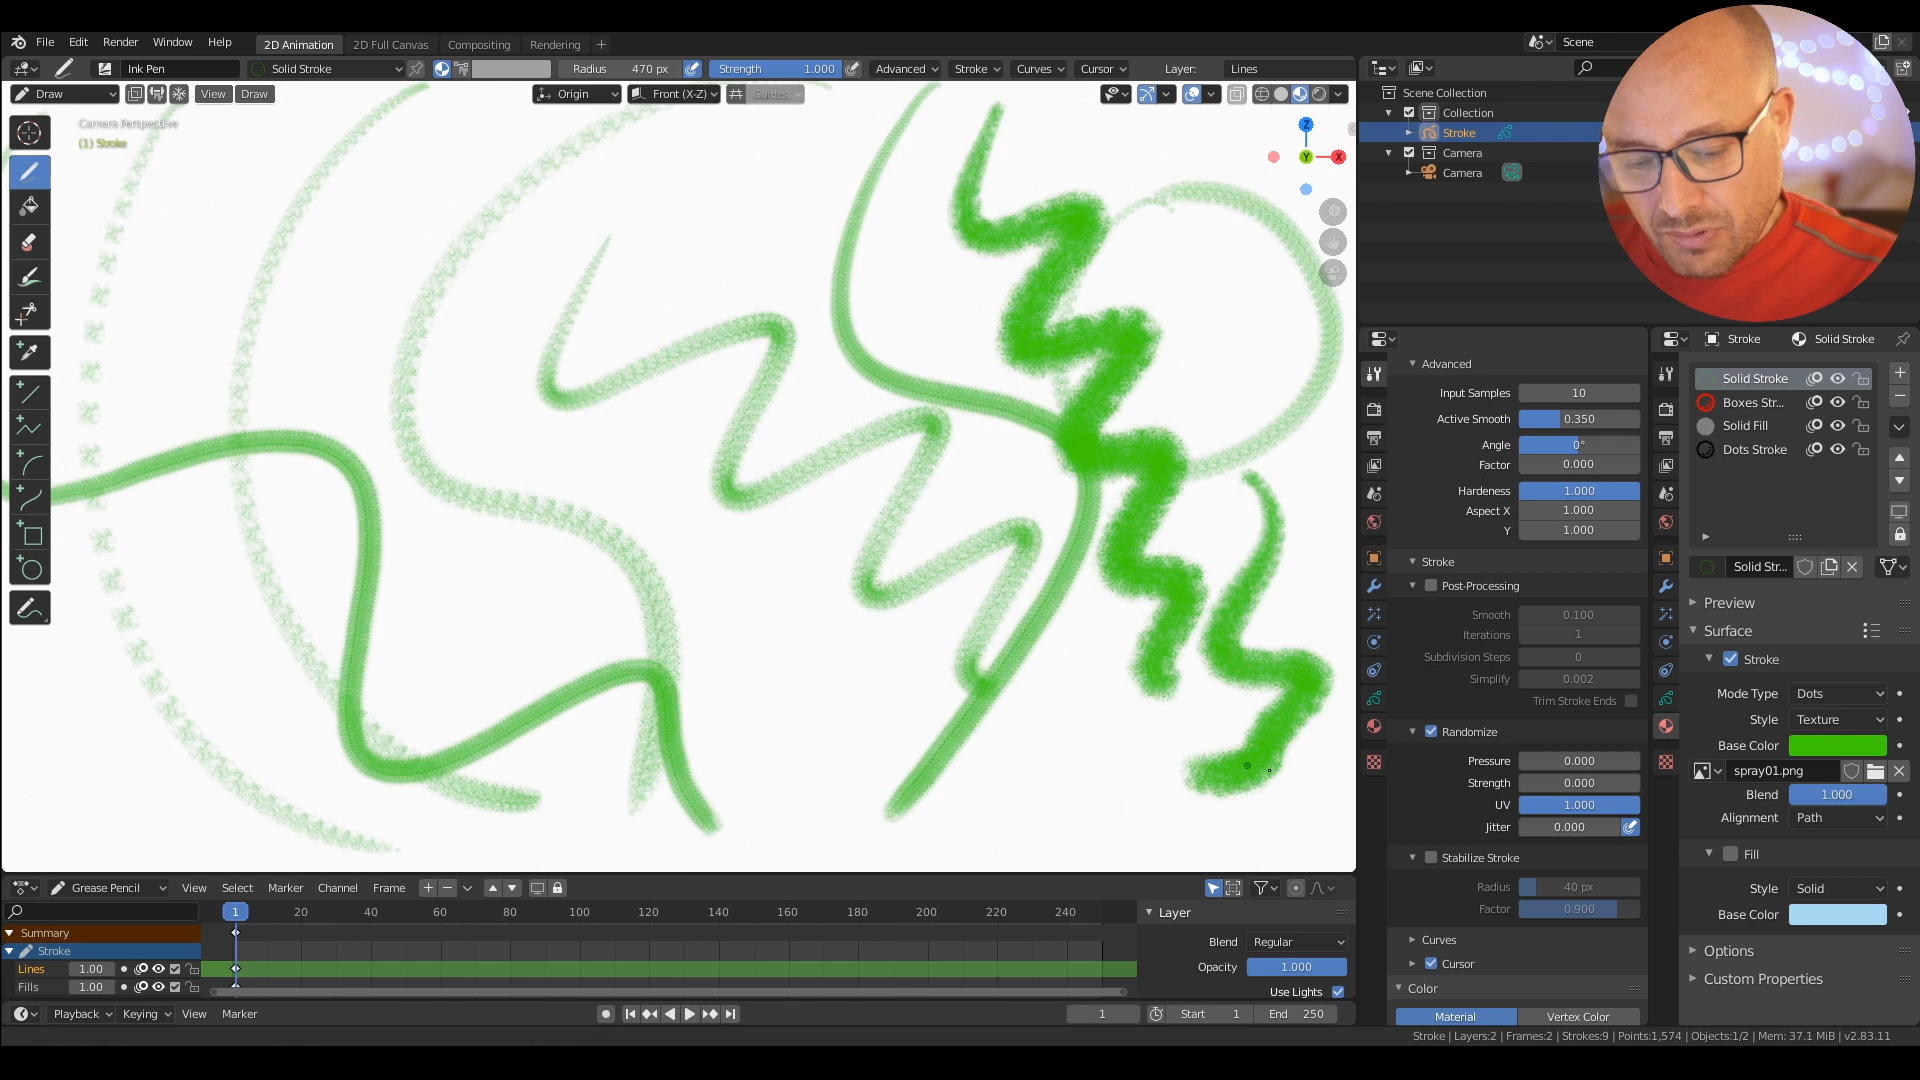 File Edit Render Window Help 2D Animation 2D Full Canvas Compositing Rendering + Scene
Ink Pen Solid Stroke Radius 470 px Strength 1.000 Advanced Stroke Curves Cursor Layer: Lines
Draw View Draw Origin Front (X-Z) Guides
Camera Perspective
(1) Stroke
Z
Y
X
Scene Collection
Collection
Stroke
Camera
Camera
Stroke Solid Stroke
Advanced
Input Samples 10
Active Smooth 0.350
Angle 0°
Factor 0.000
Hardeness 1.000
Aspect X 1.000
Y 1.000
Stroke
Post-Processing
Smooth 0.100
Iterations 1
Subdivision Steps 0
Simplify 0.002
Trim Stroke Ends
Randomize
Pressure 0.000
Strength 0.000
UV 1.000
Jitter 0.000
Stabilize Stroke
Radius 40 px
Factor 0.900
Curves
Cursor
Color
Material Vertex Color
Solid Stroke
Boxes Str...
Solid Fill
Dots Stroke
Solid Str...
Preview
Surface
Stroke
Mode Type Dots
Style Texture
Base Color
spray01.png
Blend 1.000
Alignment Path
Fill
Style Solid
Base Color
Options
Custom Properties
Grease Pencil View Select Marker Channel Frame
1 20 40 60 80 100 120 140 160 180 200 220 240
Summary
Stroke
Lines 1.00
Fills 1.00
Layer
Blend Regular
Opacity 1.000
Use Lights
Playback Keying View Marker 1 Start 1 End 250
Stroke | Layers:2 | Frames:2 | Strokes:9 | Points:1,574 | Objects:1/2 | Mem: 37.1 MiB | v2.83.11